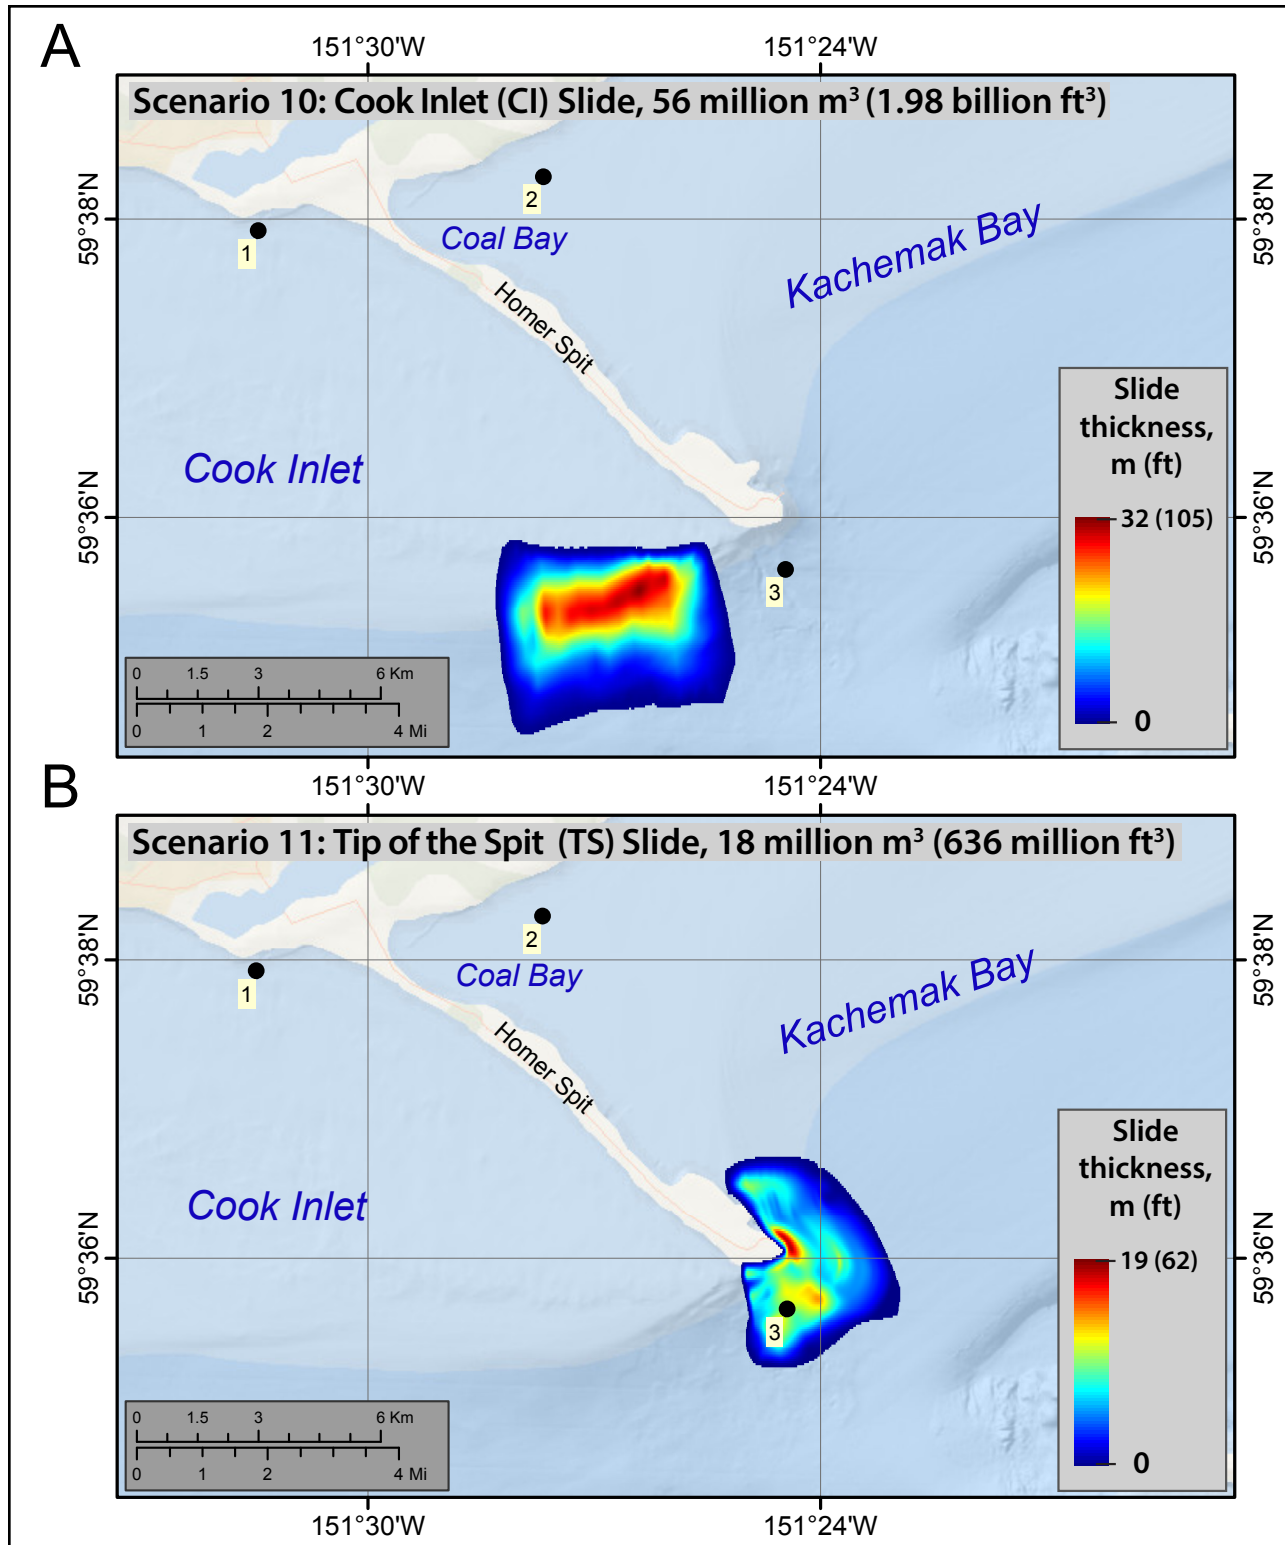 A
151°30'W
151°24'W
Scenario 10: Cook Inlet (CI) Slide, 56 million m³ (1.98 billion ft³)
2
59°38'N
59°38'N
1
Coal Bay
Kachemak Bay
Homer Spit
Slide
thickness,
m (ft)
Cook Inlet
59°36'N
59°36'N
32 (105)
3
0
1.5
3
6 Km
0
1
2
4 Mi
0
B
151°30'W
151°24'W
Scenario 11: Tip of the Spit (TS) Slide, 18 million m³ (636 million ft³)
2
59°38'N
59°38'N
1
Coal Bay
Kachemak Bay
Homer Spit
Slide
thickness,
m (ft)
Cook Inlet
59°36'N
59°36'N
19 (62)
3
0
1.5
3
6 Km
0
1
2
4 Mi
0
151°30'W
151°24'W